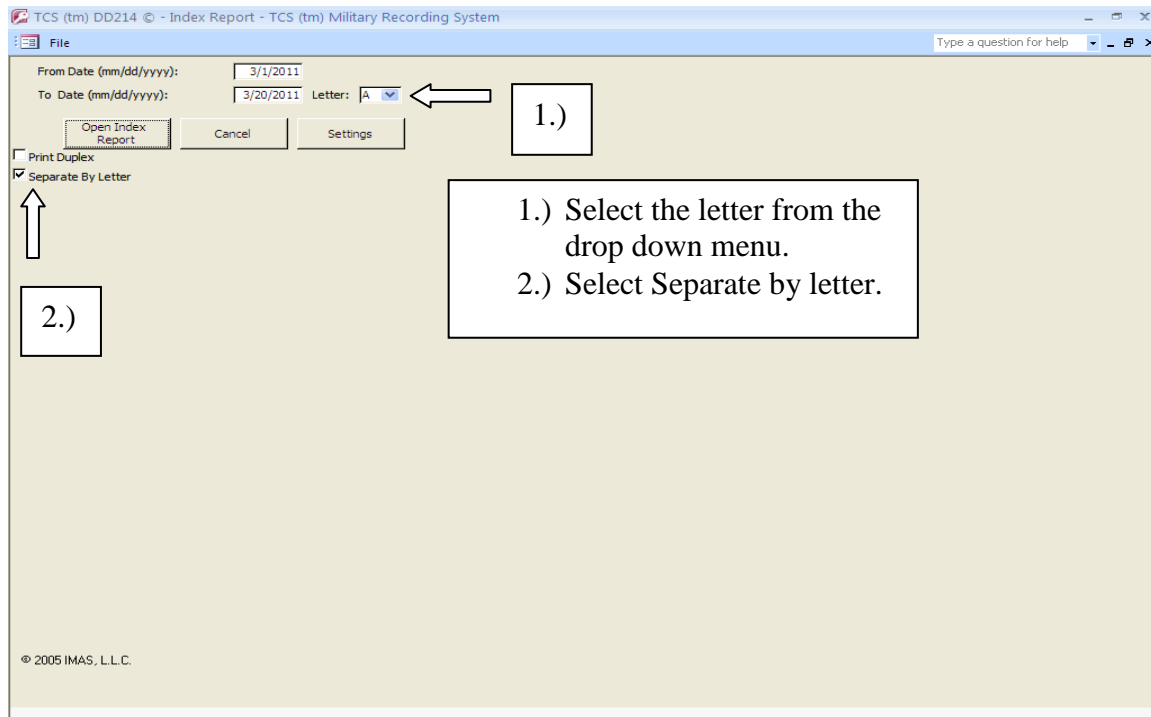 TCS (tm) DD214 © - Index Report - TCS (tm) Military Recording System
File
Type a question for help
From Date (mm/dd/yyyy): 3/1/2011
To Date (mm/dd/yyyy): 3/20/2011 Letter: A
1.)
Open Index
Report
Cancel
Settings
Print Duplex
Separate By Letter
1.) Select the letter from the
drop down menu.
2.) Select Separate by letter.
2.)
© 2005 IMAS, L.L.C.